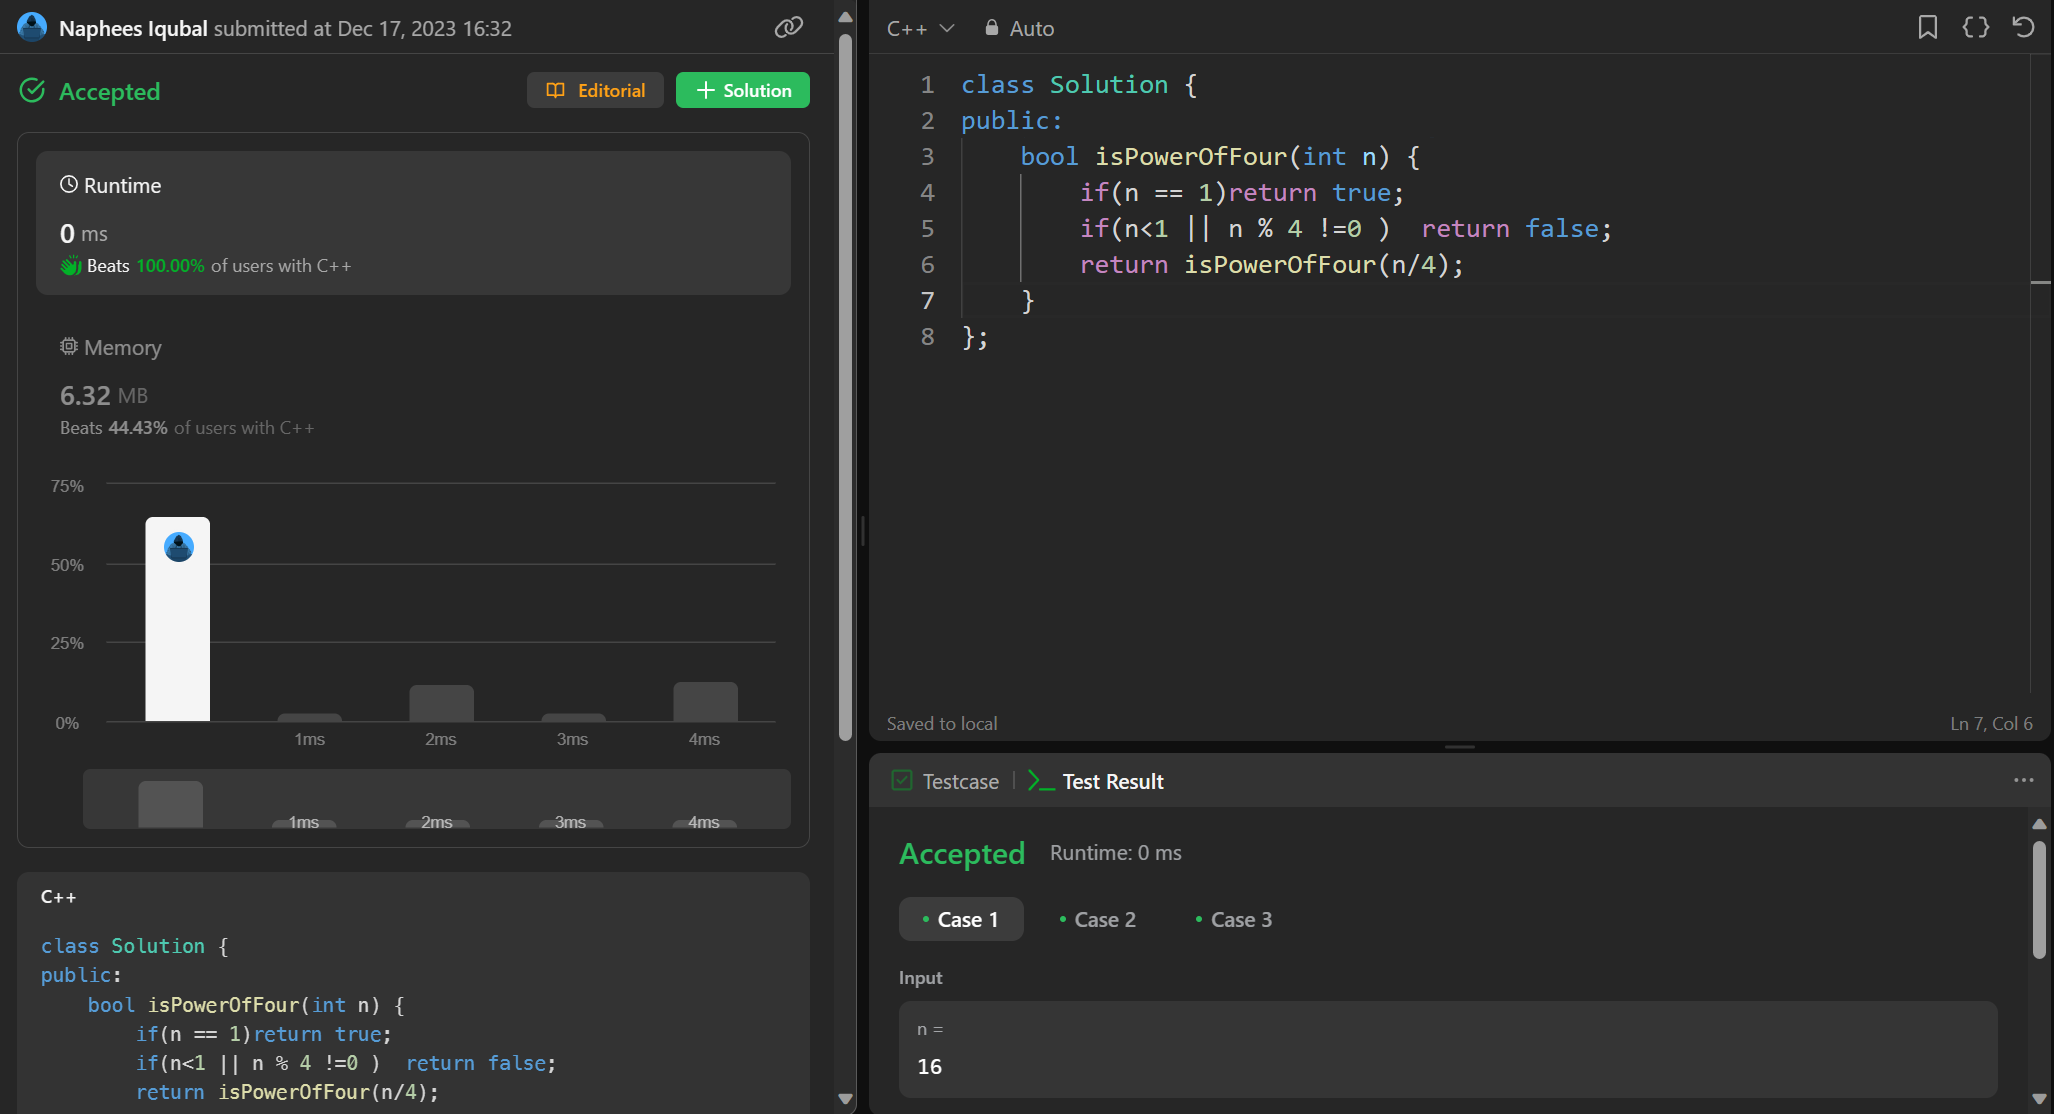 Naphees Iqubal submitted at Dec 17, 2023 16:32
Accepted
Editorial
Solution
Runtime
0 ms
Beats 100.00% of users with C++
Memory
6.32 MB
Beats 44.43% of users with C++
75%
50%
25%
0%
1ms 2ms 3ms 4ms
1ms 2ms 3ms 4ms
C++
class Solution {
public:
    bool isPowerOfFour(int n) {
        if(n == 1)return true;
        if(n<1 || n % 4 !=0 )  return false;
        return isPowerOfFour(n/4);
C++ Auto
1 class Solution {
2 public:
3     bool isPowerOfFour(int n) {
4         if(n == 1)return true;
5         if(n<1 || n % 4 !=0 )  return false;
6         return isPowerOfFour(n/4);
7     }
8 };
Saved to local
Ln 7, Col 6
Testcase
Test Result
Accepted Runtime: 0 ms
Case 1 Case 2 Case 3
Input
n =
16